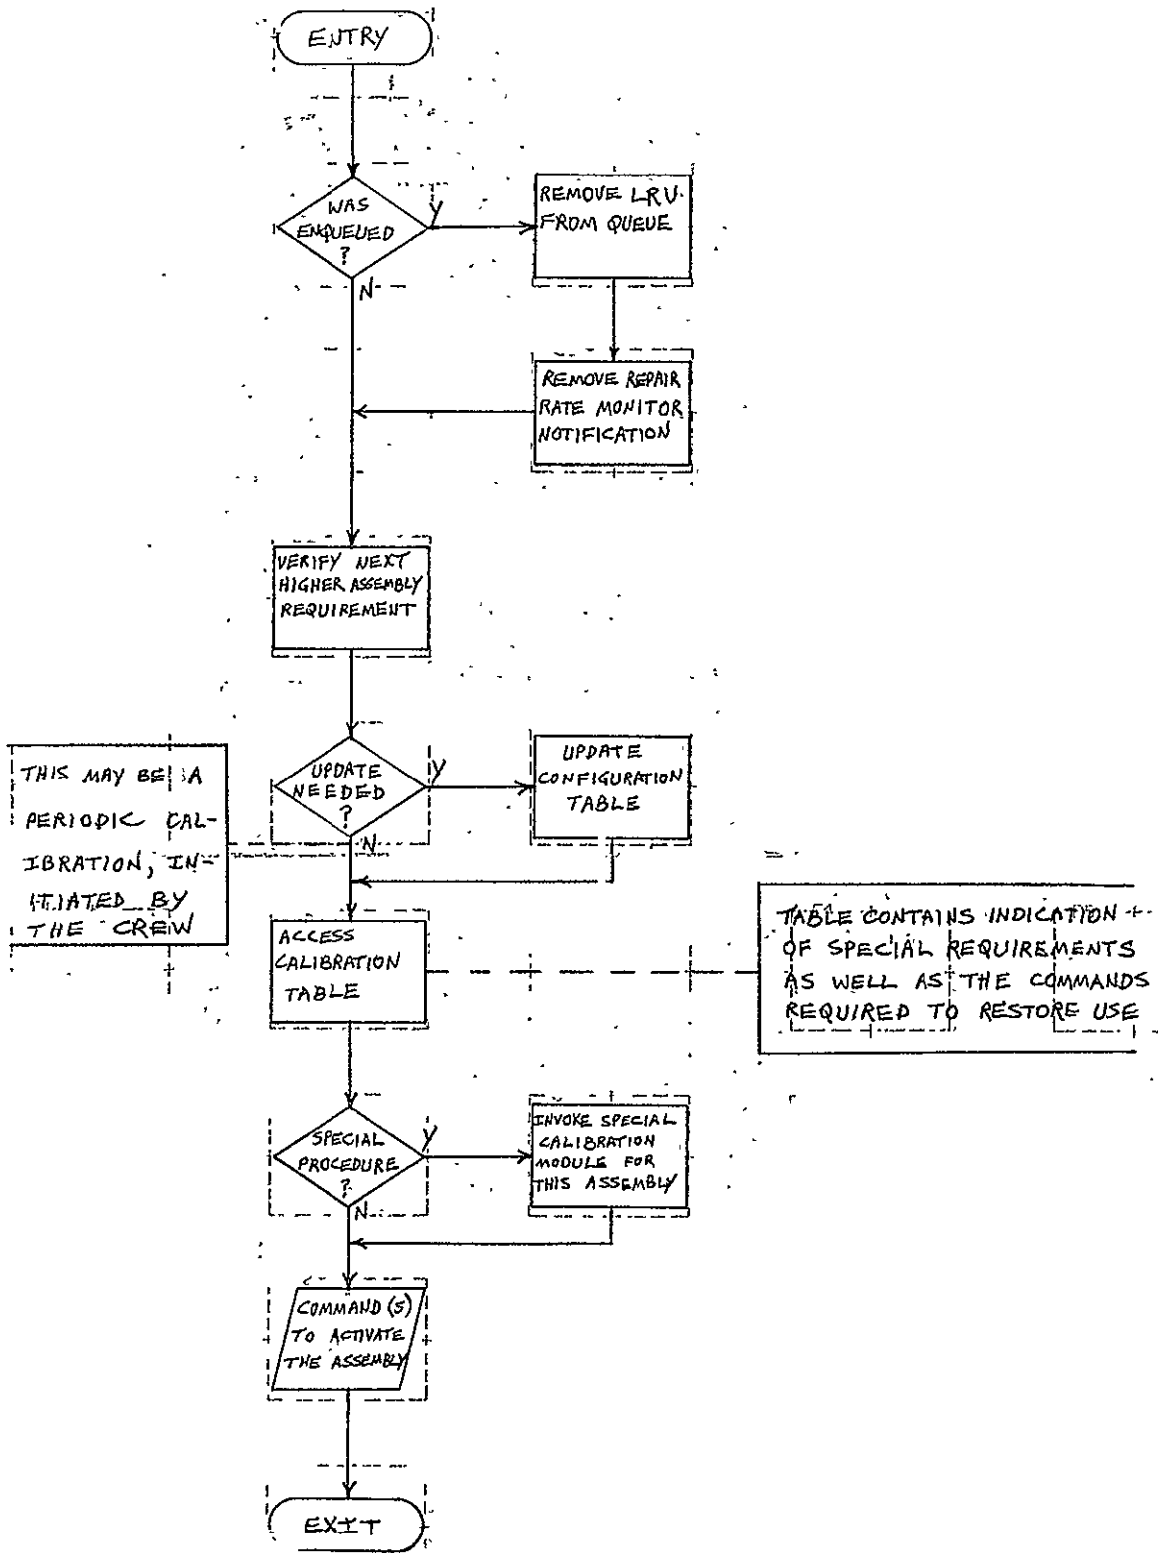 ENTRY
WAS
ENQUEUED
?
Y
N
REMOVE LRU
FROM QUEUE
REMOVE REPAIR
RATE MONITOR
NOTIFICATION
VERIFY NEXT
HIGHER ASSEMBLY
REQUIREMENT
UPDATE
NEEDED
?
Y
N
UPDATE
CONFIGURATION
TABLE
THIS MAY BE A
PERIODIC CAL-
IBRATION, IN-
ITIATED BY
THE CREW
ACCESS
CALIBRATION
TABLE
TABLE CONTAINS INDICATION
OF SPECIAL REQUIREMENTS
AS WELL AS THE COMMANDS
REQUIRED TO RESTORE USE
SPECIAL
PROCEDURE
?
Y
N
INVOKE SPECIAL
CALIBRATION
MODULE FOR
THIS ASSEMBLY
COMMAND(S)
TO ACTIVATE
THE ASSEMBLY
EXIT